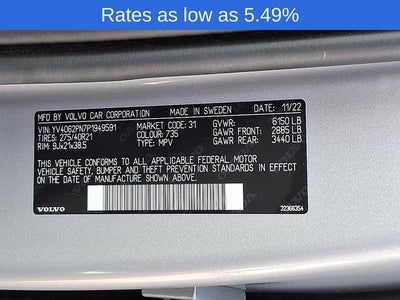 Rates as low as 5.49%
MFD BY VOLVO CAR CORPORATION MADE IN SWEDEN 11/22
VIN: YV4062PN7P1949591 MARKET CODE: 31 GVWR: 6150 LB
TIRES: 275/40R21 COLOUR: 735 GAWR FRONT: 2885 LB
RIM: 9Jx21x38.5 TYPE: MPV GAWR REAR: 3440 LB
THIS VEHICLE CONFORMS TO ALL APPLICABLE FEDERAL MOTOR
VEHICLE SAFETY, BUMPER AND THEFT PREVENTION STANDARDS IN EFFECT
ON THE DATE OF MANUFACTURE SHOWN ABOVE.
VOLVO 32366354